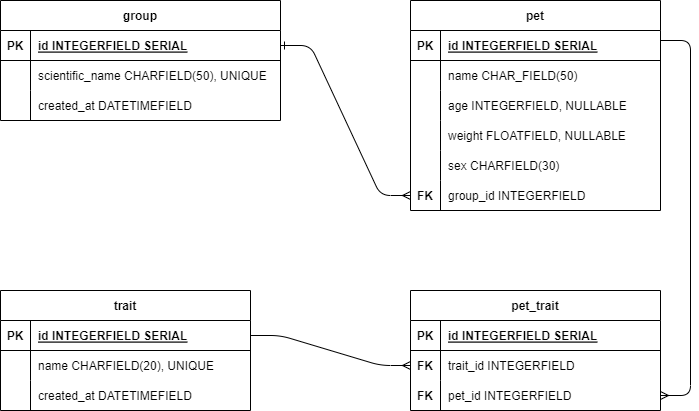 group
PK id INTEGERFIELD SERIAL
scientific_name CHARFIELD(50), UNIQUE
created_at DATETIMEFIELD
pet
PK id INTEGERFIELD SERIAL
name CHAR_FIELD(50)
age INTEGERFIELD, NULLABLE
weight FLOATFIELD, NULLABLE
sex CHARFIELD(30)
FK group_id INTEGERFIELD
trait
PK id INTEGERFIELD SERIAL
name CHARFIELD(20), UNIQUE
created_at DATETIMEFIELD
pet_trait
PK id INTEGERFIELD SERIAL
FK trait_id INTEGERFIELD
FK pet_id INTEGERFIELD